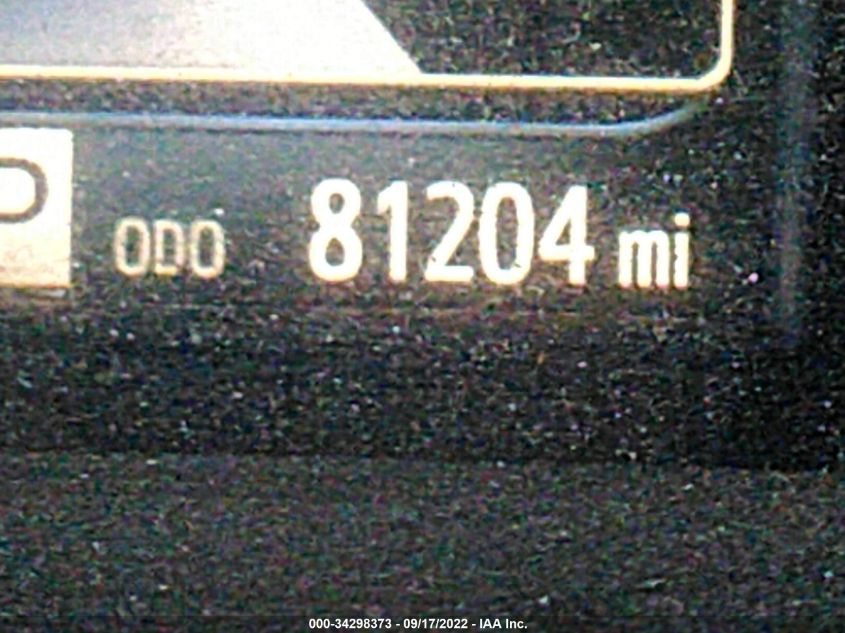 P
ODO 81204 mi
000-34298373 - 09/17/2022 - IAA Inc.